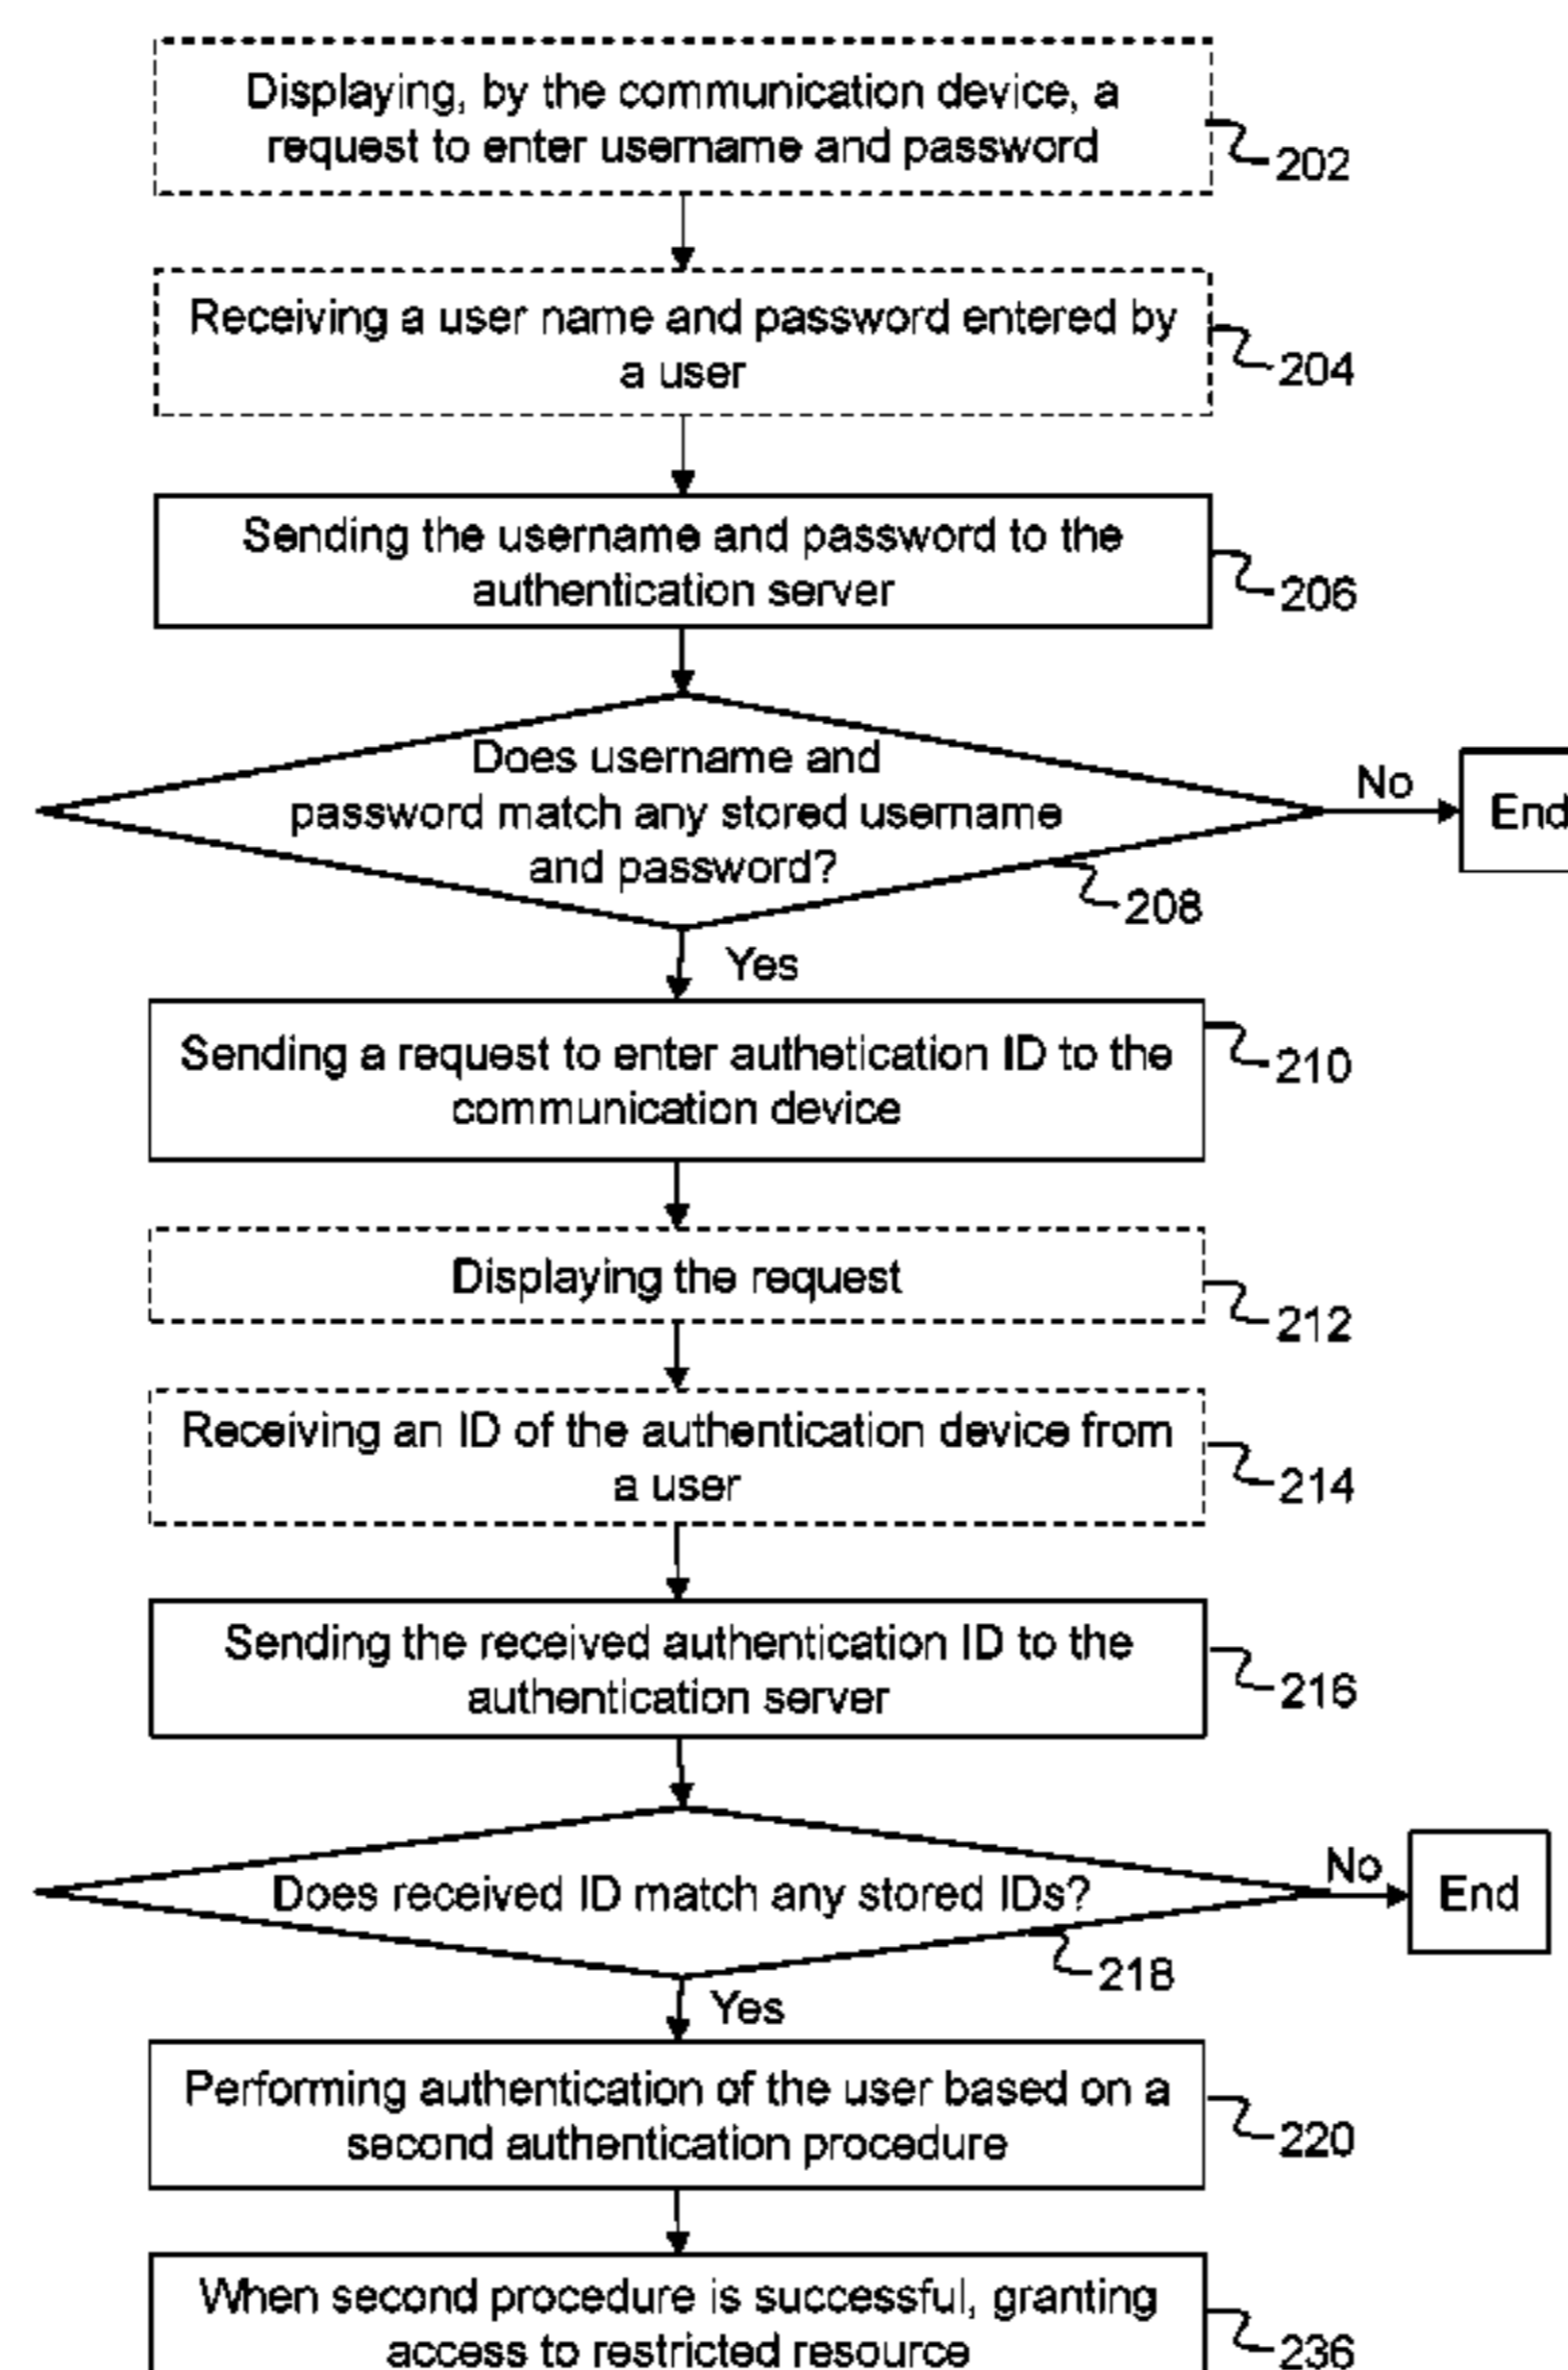 Displaying, by the communication device, a
request to enter username and password
202
Receiving a user name and password entered by
a user
204
Sending the username and password to the
authentication server
206
Does username and
password match any stored username
and password?
No
End
208
Yes
Sending a request to enter authetication ID to the
communication device
210
Displaying the request
212
Receiving an ID of the authentication device from
a user
214
Sending the received authentication ID to the
authentication server
216
Does received ID match any stored IDs?
No
End
218
Yes
Performing authentication of the user based on a
second authentication procedure
220
When second procedure is successful, granting
access to restricted resource
236